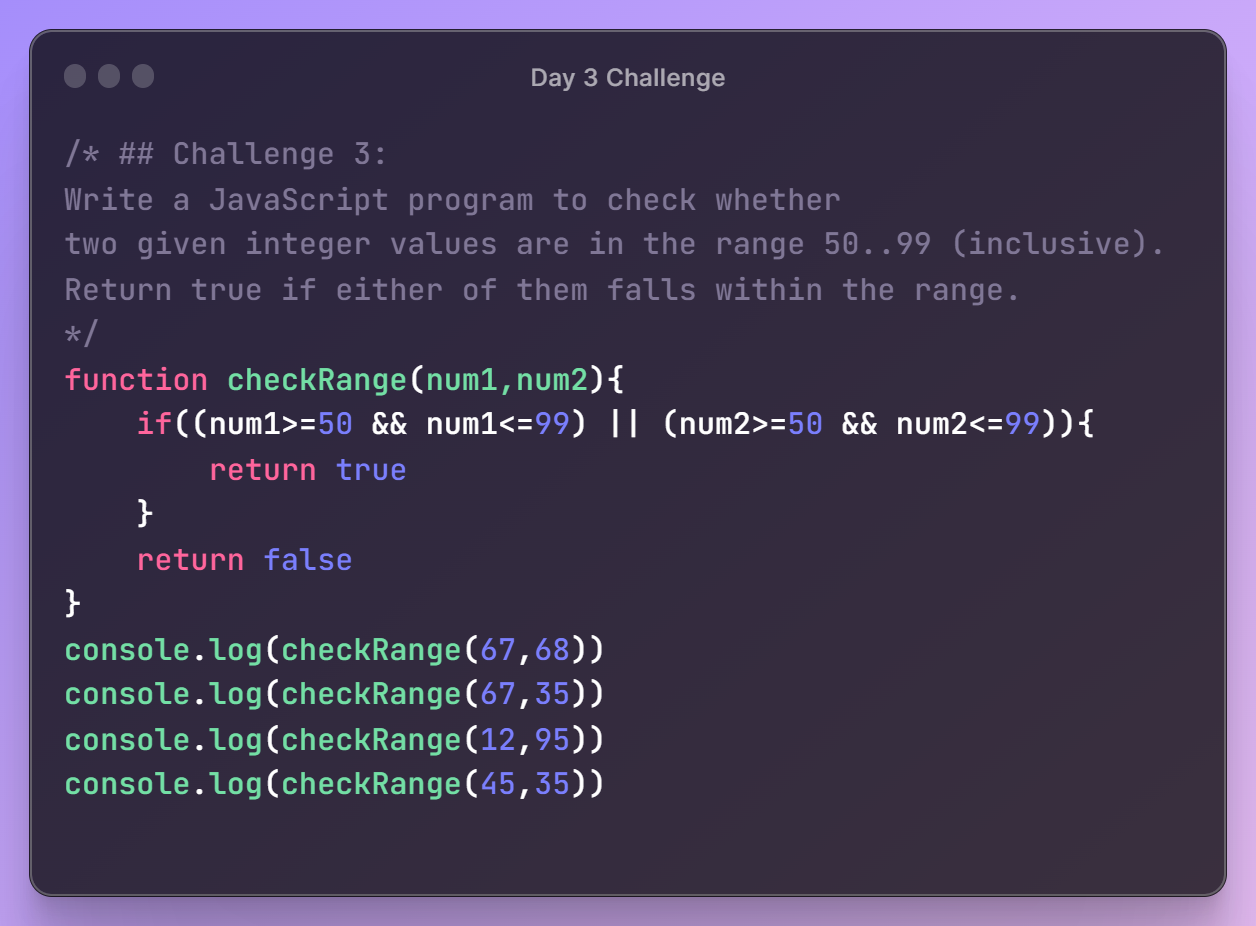 Day 3 Challenge
/* ## Challenge 3:
Write a JavaScript program to check whether
two given integer values are in the range 50..99 (inclusive).
Return true if either of them falls within the range.
*/
function checkRange(num1,num2){
    if((num1>=50 && num1<=99) || (num2>=50 && num2<=99)){
        return true
    }
    return false
}
console.log(checkRange(67,68))
console.log(checkRange(67,35))
console.log(checkRange(12,95))
console.log(checkRange(45,35))